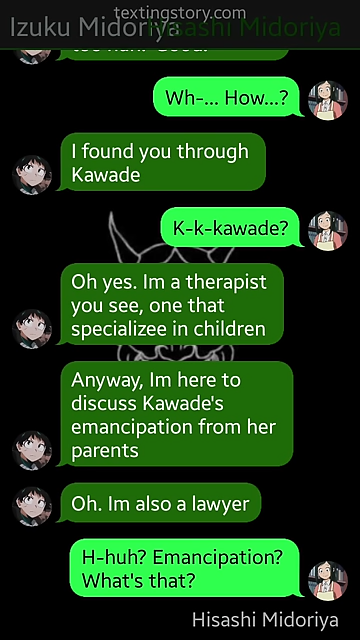 textingstory.com
Izuku Midoriya
Hisashi Midoriya
Wh-... How...?
I found you through
Kawade
K-k-kawade?
Oh yes. Im a therapist
you see, one that
specializee in children
Anyway, Im here to
discuss Kawade's
emancipation from her
parents
Oh. Im also a lawyer
H-huh? Emancipation?
What's that?
Hisashi Midoriya